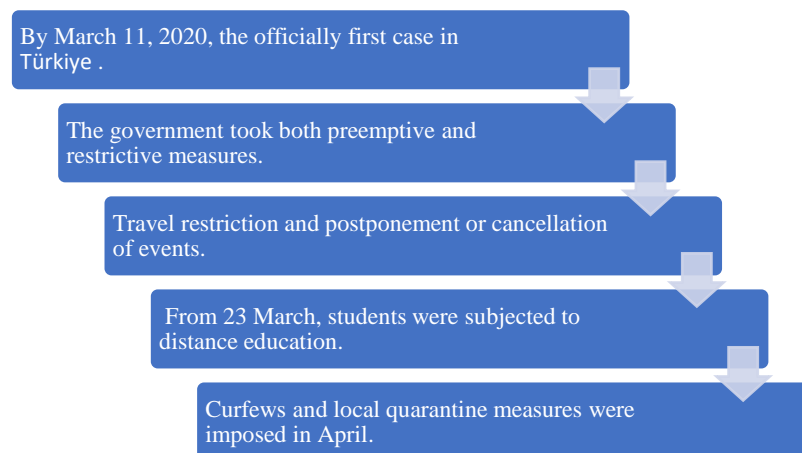 By March 11, 2020, the officially first case in
Türkiye .
The government took both preemptive and
restrictive measures.
Travel restriction and postponement or cancellation
of events.
From 23 March, students were subjected to
distance education.
Curfews and local quarantine measures were
imposed in April.